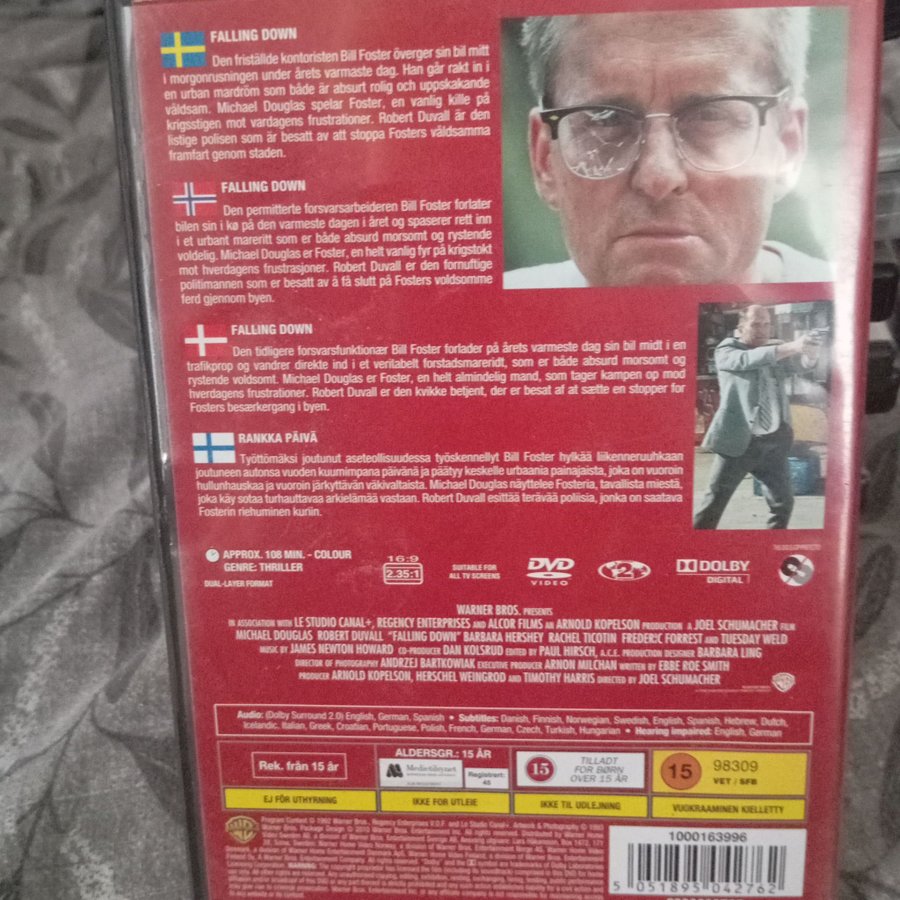 FALLING DOWN
Den friställde kontoristen Bill Foster överger sin bil mitt
i morgonrusningen under årets varmaste dag. Han går rakt in i
en urban mardröm som både är absurt rolig och uppskakande
våldsam. Michael Douglas spelar Foster, en vanlig kille på
krigsstigen mot vardagens frustrationer. Robert Duvall är den
listige polisen som är besatt av att stoppa Fosters våldsamma
framfart genom staden.
FALLING DOWN
Den permitterte forsvarsarbeideren Bill Foster forlater
bilen sin i kø på den varmeste dagen i året og spaserer rett inn
i et urbant mareritt som er både absurd morsomt og rystende
voldelig. Michael Douglas er Foster, en helt vanlig fyr på krigstokt
mot hverdagens frustrasjoner. Robert Duvall er den fornuftige
politimannen som er besatt av å få slutt på Fosters voldsomme
ferd gjennom byen.
FALLING DOWN
Den tidligere forsvarsfunktionær Bill Foster forlader på årets varmeste dag sin bil midt i en
trafikprop og vandrer direkte ind i et veritabelt forstadsmareridt, som er både absurd morsomt og
rystende voldsomt. Michael Douglas er Foster, en helt almindelig mand, som tager kampen op mod
hverdagens frustrationer. Robert Duvall er den kvikke betjent, der er besat af at sætte en stopper for
Fosters besærkergang i byen.
RANKKA PÄIVÄ
Työttömäksi joutunut aseteollisuudessa työskennellyt Bill Foster hylkää liikenneruuhkaan
joutuneen autonsa vuoden kuumimpana päivänä ja päätyy keskelle urbaania painajaista, joka on vuoroin
hullunhauskaa ja vuoroin järkyttävän väkivaltaista. Michael Douglas näyttelee Fosteria, tavallista miestä,
joka käy sotaa turhauttavaa arkielämää vastaan. Robert Duvall esittää terävää poliisia, jonka on saatava
Fosterin riehuminen kuriin.
APPROX. 108 MIN. - COLOUR
GENRE: THRILLER
DUAL-LAYER FORMAT
16:9
2.35:1
SUITABLE FOR
ALL TV SCREENS
DVD
VIDEO
2
DOLBY
DIGITAL
WARNER BROS. PRESENTS
IN ASSOCIATION WITH LE STUDIO CANAL+, REGENCY ENTERPRISES AND ALCOR FILMS AN ARNOLD KOPELSON PRODUCTION A JOEL SCHUMACHER FILM
MICHAEL DOUGLAS ROBERT DUVALL "FALLING DOWN" BARBARA HERSHEY RACHEL TICOTIN FREDERIC FORREST AND TUESDAY WELD
MUSIC BY JAMES NEWTON HOWARD CO-PRODUCER DAN KOLSRUD EDITED BY PAUL HIRSCH, A.C.E. PRODUCTION DESIGNER BARBARA LING
DIRECTOR OF PHOTOGRAPHY ANDRZEJ BARTKOWIAK EXECUTIVE PRODUCER ARNON MILCHAN WRITTEN BY EBBE ROE SMITH
PRODUCER ARNOLD KOPELSON, HERSCHEL WEINGROD AND TIMOTHY HARRIS DIRECTED BY JOEL SCHUMACHER
Audio: (Dolby Surround 2.0) English, German, Spanish • Subtitles: Danish, Finnish, Norwegian, Swedish, English, Spanish, Hebrew, Dutch,
Icelandic, Italian, Greek, Croatian, Portuguese, Polish, French, German, Czech, Turkish, Hungarian • Hearing impaired: English, German
Rek. från 15 år
EJ FÖR UTHYRNING
ALDERSGR.: 15 ÅR
Medietilsynet
Registrert:
45
IKKE FOR UTLEIE
15
TILLADT
FOR BØRN
OVER 15 ÅR
IKKE TIL UDLEJNING
15
98309
VET / SFB
VUOKRAAMINEN KIELLETTY
1000163996
5 051895 042762